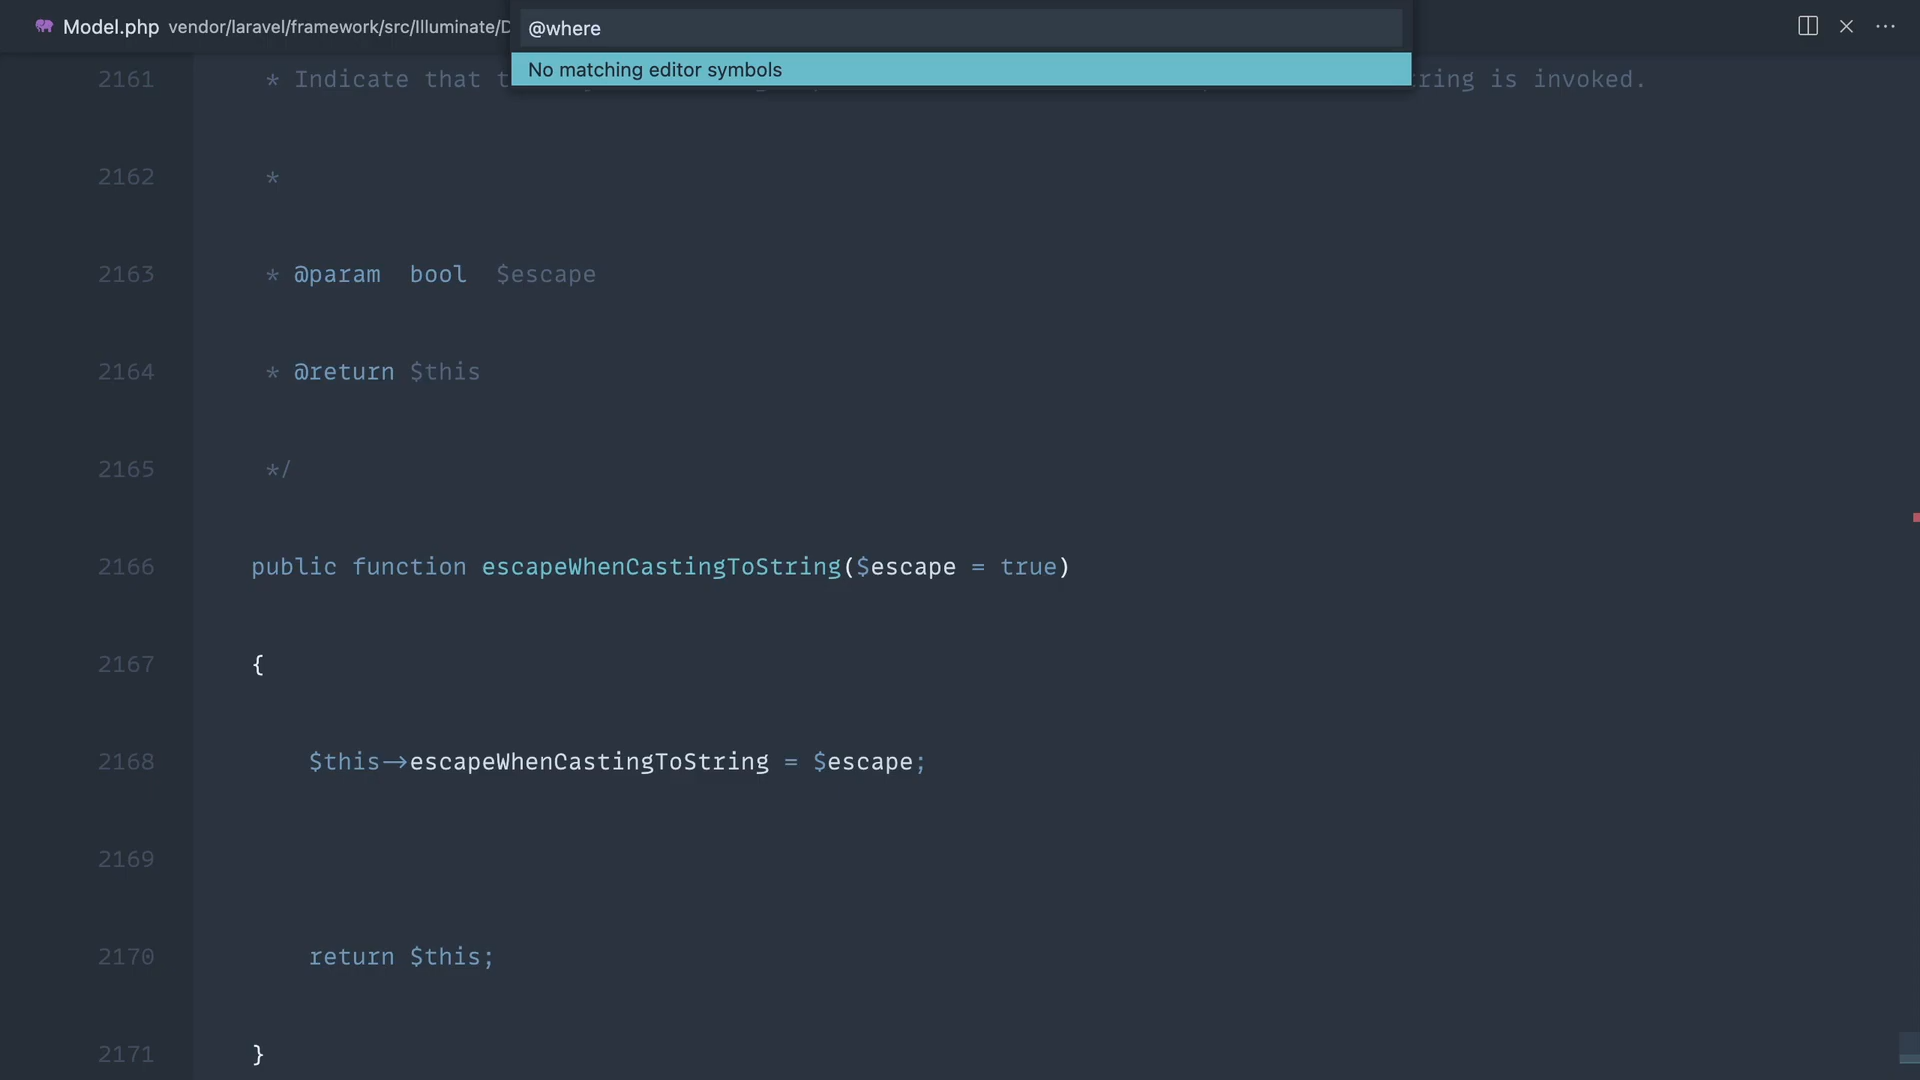 Model.php vendor/laravel/framework/src/Illuminate/
@where
No matching editor symbols
2161 * Indicate that ring is invoked.
2162 *
2163 * @param bool $escape
2164 * @return $this
2165 */
2166 public function escapeWhenCastingToString($escape = true)
2167 {
2168 $this->escapeWhenCastingToString = $escape;
2169
2170 return $this;
2171 }